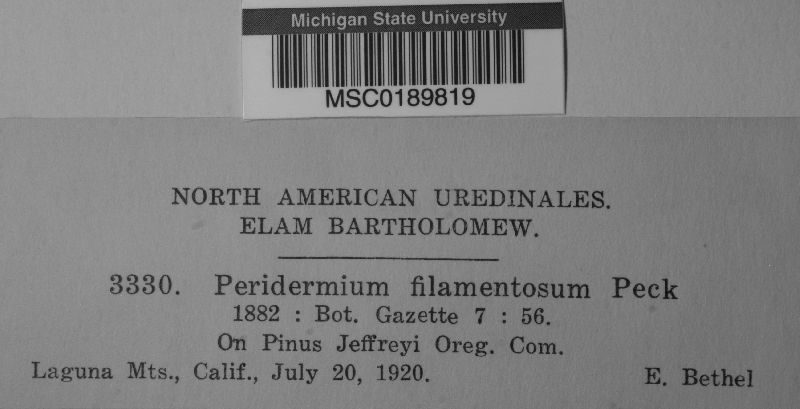 Michigan State University
MSC0189819
NORTH AMERICAN UREDINALES.
ELAM BARTHOLOMEW.
3330. Peridermium filamentosum Peck
1882 : Bot. Gazette 7 : 56.
On Pinus Jeffreyi Oreg. Com.
Laguna Mts., Calif., July 20, 1920. E. Bethel